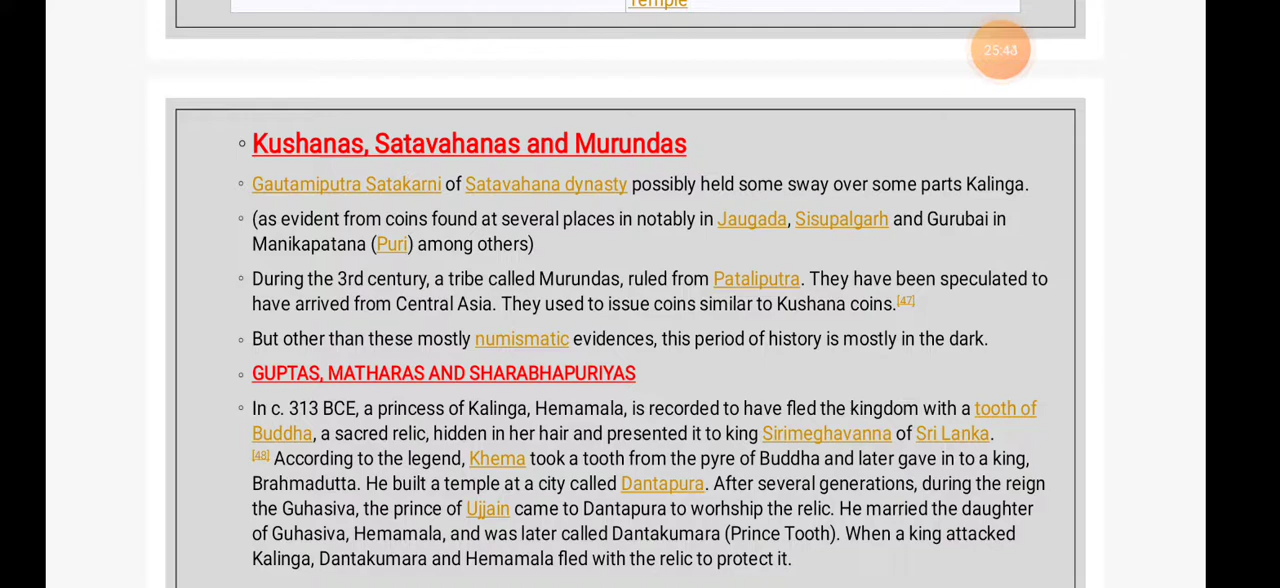 Temple
25:43
Kushanas, Satavahanas and Murundas
Gautamiputra Satakarni of Satavahana dynasty possibly held some sway over some parts Kalinga.
(as evident from coins found at several places in notably in Jaugada, Sisupalgarh and Gurubai in
Manikapatana (Puri) among others)
During the 3rd century, a tribe called Murundas, ruled from Pataliputra. They have been speculated to
have arrived from Central Asia. They used to issue coins similar to Kushana coins.[47]
But other than these mostly numismatic evidences, this period of history is mostly in the dark.
GUPTAS, MATHARAS AND SHARABHAPURIYAS
In c. 313 BCE, a princess of Kalinga, Hemamala, is recorded to have fled the kingdom with a tooth of
Buddha, a sacred relic, hidden in her hair and presented it to king Sirimeghavanna of Sri Lanka.
[48] According to the legend, Khema took a tooth from the pyre of Buddha and later gave in to a king,
Brahmadutta. He built a temple at a city called Dantapura. After several generations, during the reign
the Guhasiva, the prince of Ujjain came to Dantapura to worhship the relic. He married the daughter
of Guhasiva, Hemamala, and was later called Dantakumara (Prince Tooth). When a king attacked
Kalinga, Dantakumara and Hemamala fled with the relic to protect it.